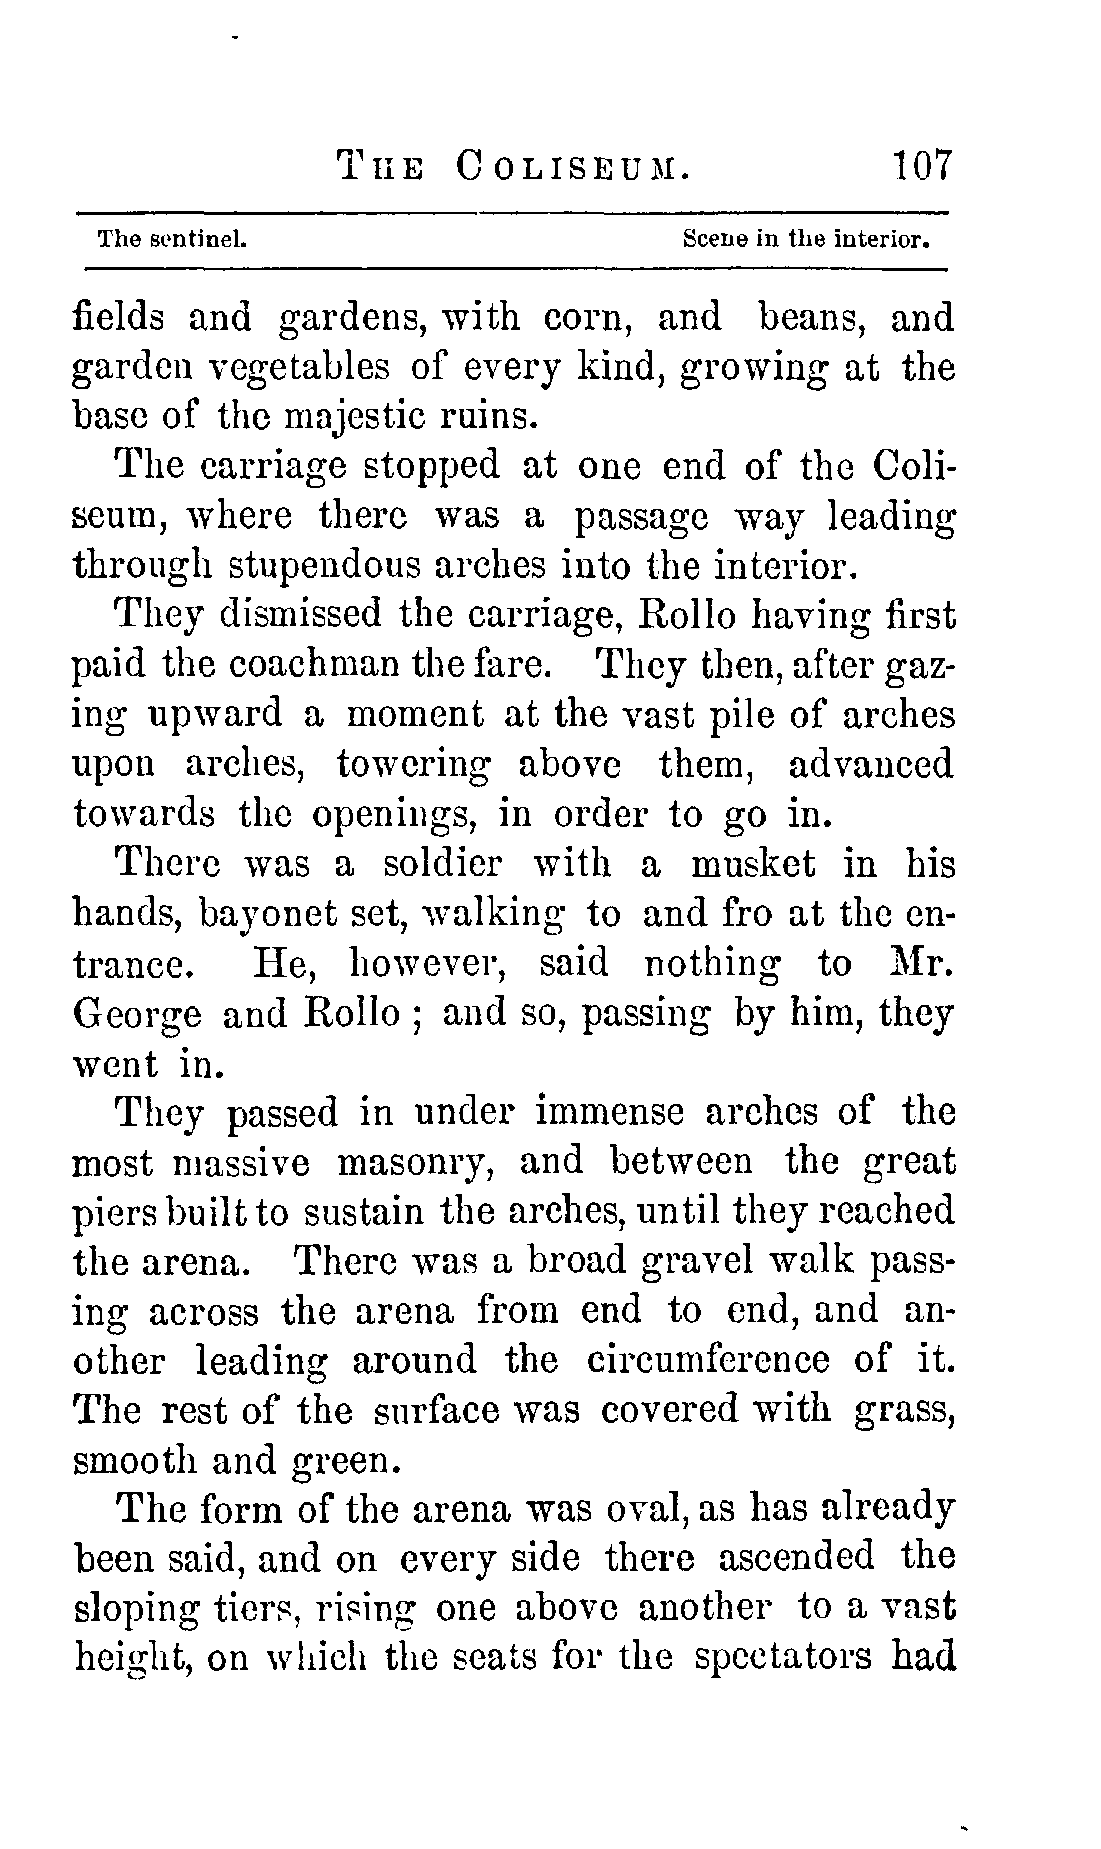 THE COLISEUM. 107
The sentinel. Scene in the interior.
fields and gardens, with corn, and beans, and
garden vegetables of every kind, growing at the
base of the majestic ruins.
The carriage stopped at one end of the Coli-
seum, where there was a passage way leading
through stupendous arches into the interior.
They dismissed the carriage, Rollo having first
paid the coachman the fare. They then, after gaz-
ing upward a moment at the vast pile of arches
upon arches, towering above them, advanced
towards the openings, in order to go in.
There was a soldier with a musket in his
hands, bayonet set, walking to and fro at the en-
trance. He, however, said nothing to Mr.
George and Rollo ; and so, passing by him, they
went in.
They passed in under immense arches of the
most massive masonry, and between the great
piers built to sustain the arches, until they reached
the arena. There was a broad gravel walk pass-
ing across the arena from end to end, and an-
other leading around the circumference of it.
The rest of the surface was covered with grass,
smooth and green.
The form of the arena was oval, as has already
been said, and on every side there ascended the
sloping tiers, rising one above another to a vast
height, on which the seats for the spectators had